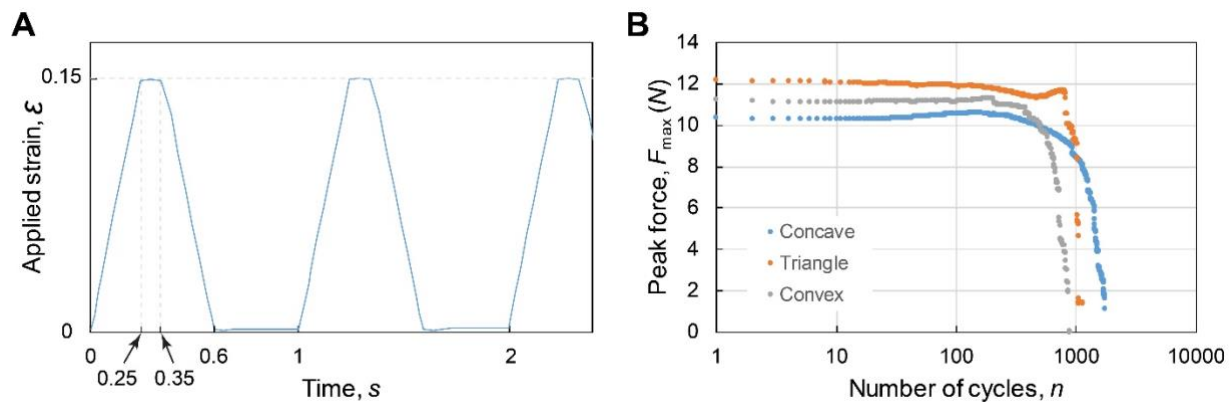 A
Applied strain, ε
0.15
0
0 0.6 1 2
0.25 0.35
Time, s
B
Peak force, Fmax (N)
14
12
10
8
6
4
2
0
Concave
Triangle
Convex
1 10 100 1000 10000
Number of cycles, n